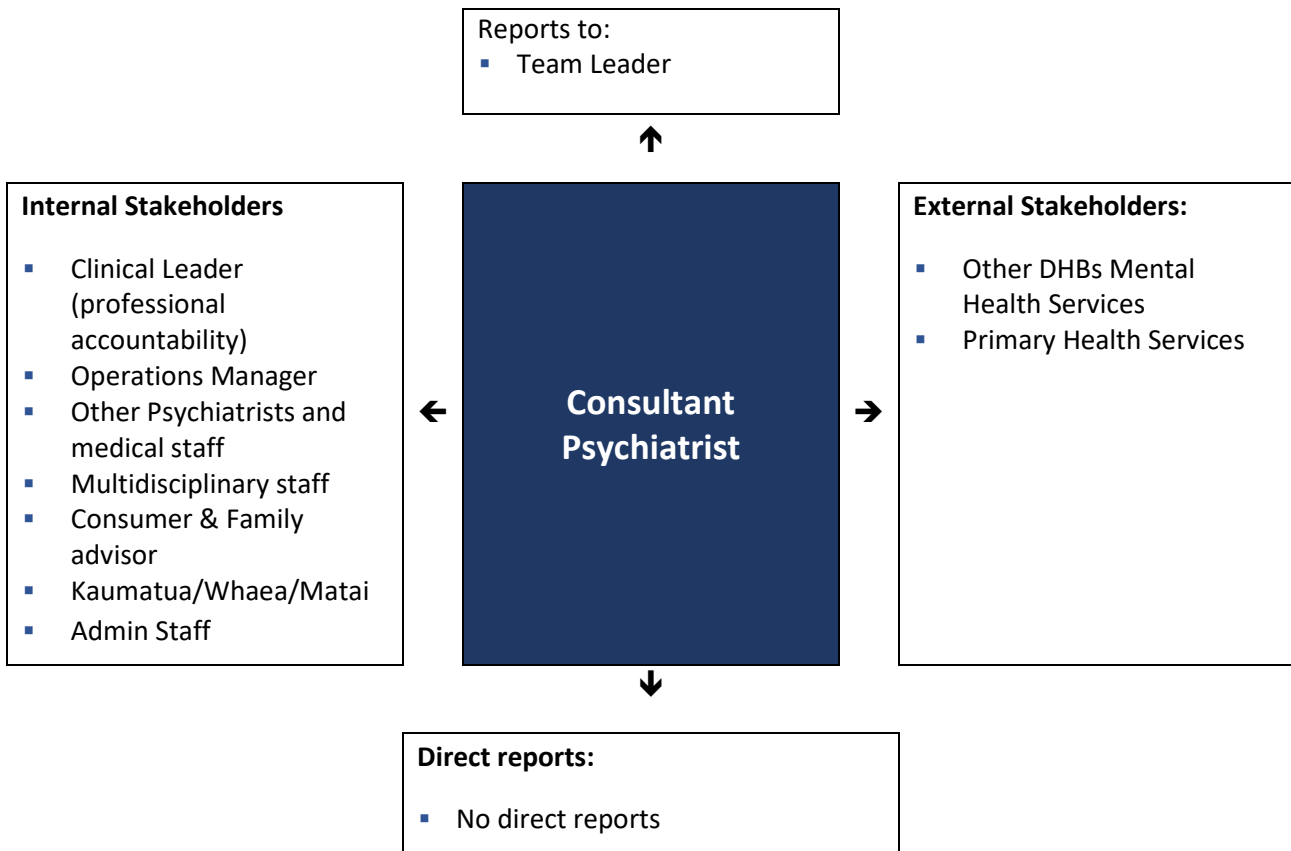 Reports to:
▪ Team Leader
Internal Stakeholders
▪ Clinical Leader
(professional
accountability)
▪ Operations Manager
▪ Other Psychiatrists and
medical staff
▪ Multidisciplinary staff
▪ Consumer & Family
advisor
▪ Kaumatua/Whaea/Matai
▪ Admin Staff
Consultant
Psychiatrist
External Stakeholders:
▪ Other DHBs Mental
Health Services
▪ Primary Health Services
Direct reports:
▪ No direct reports